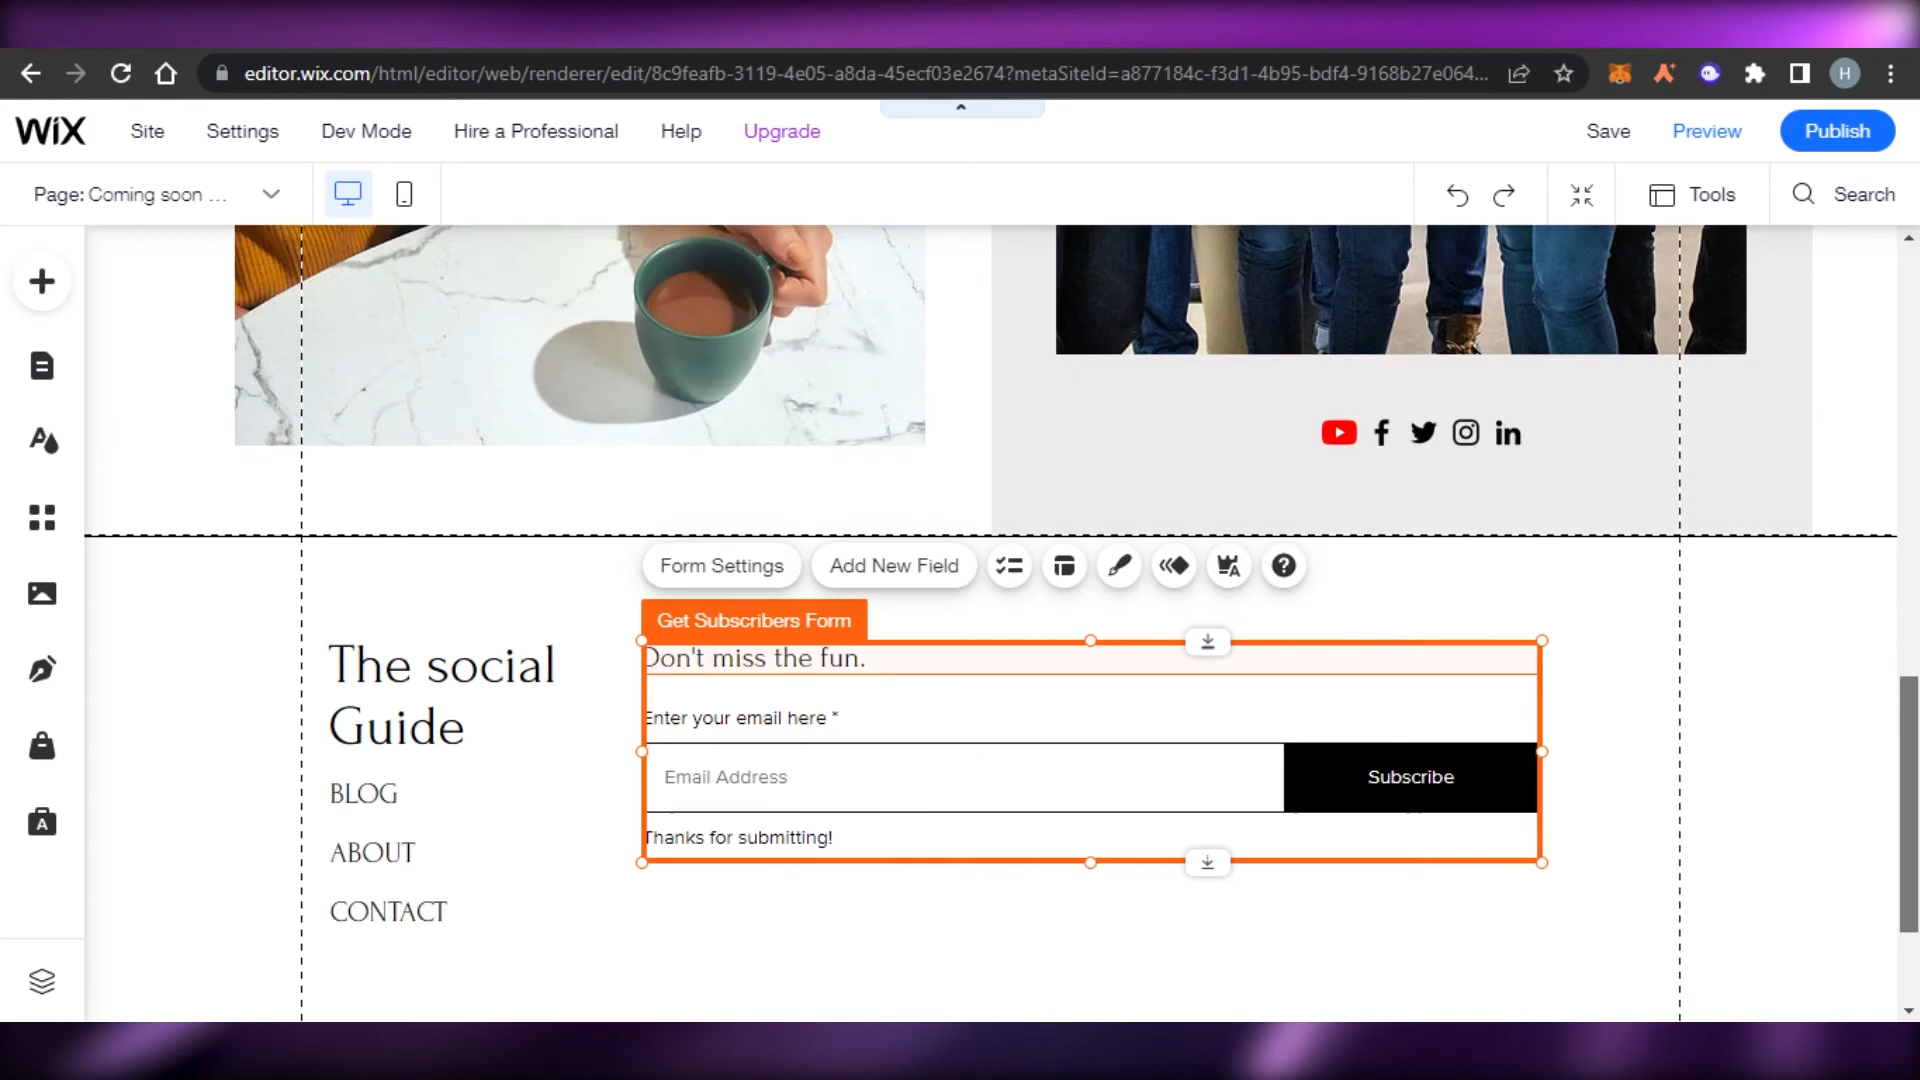 editor.wix.com/html/editor/web/renderer/edit/8c9feafb-3119-4e05-a8da-45ecf03e2674?metaSiteId=a877184c-f3d1-4b95-bdf4-9168b27e064...
H
WiX Site Settings Dev Mode Hire a Professional Help Upgrade Save Preview Publish
Page: Coming soon ... Tools Search
Form Settings Add New Field
Get Subscribers Form
Don't miss the fun.
The social
Guide
Enter your email here *
Email Address Subscribe
Thanks for submitting!
BLOG
ABOUT
CONTACT